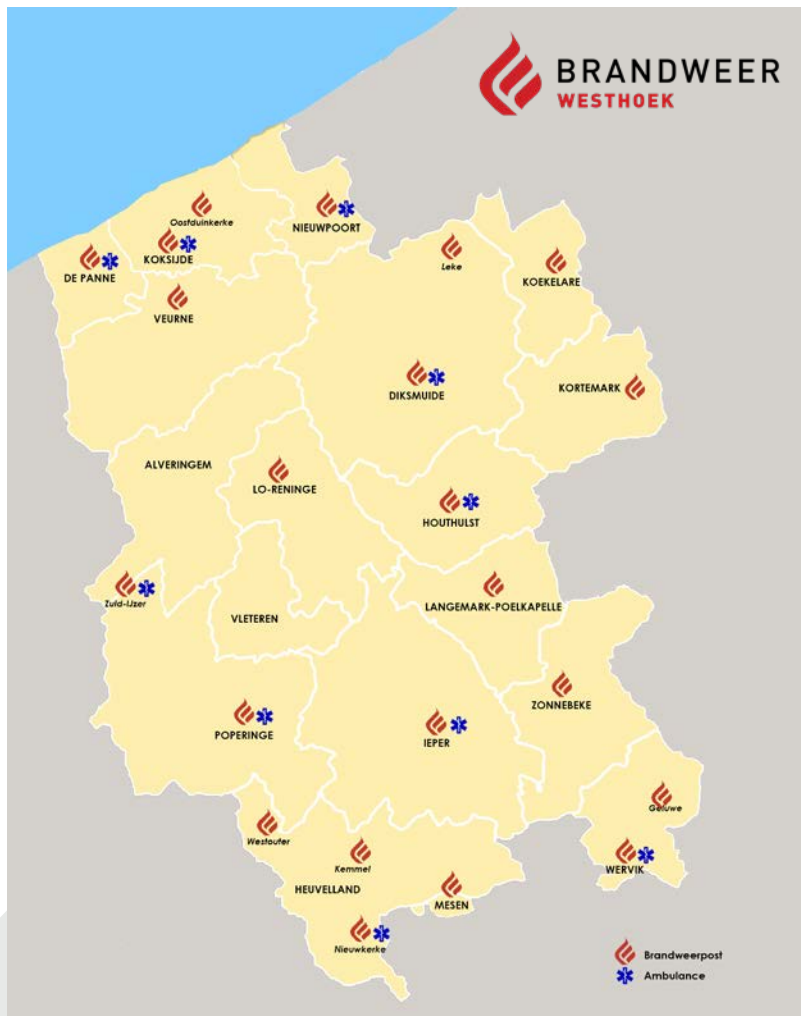 BRANDWEER
WESTHOEK
Oostduinkerke
NIEUWPOORT
KOKSIJDE
DE PANNE
Leke
KOEKELARE
VEURNE
DIKSMUIDE
KORTEMARK
ALVERINGEM
LO-RENINGE
HOUTHULST
Zuid-IJzer
VLETEREN
LANGEMARK-POELKAPELLE
ZONNEBEKE
POPERINGE
IEPER
Geluwe
Westouter
Kemmel
WERVIK
HEUVELLAND
MESEN
Nieuwkerke
Brandweerpost
Ambulance